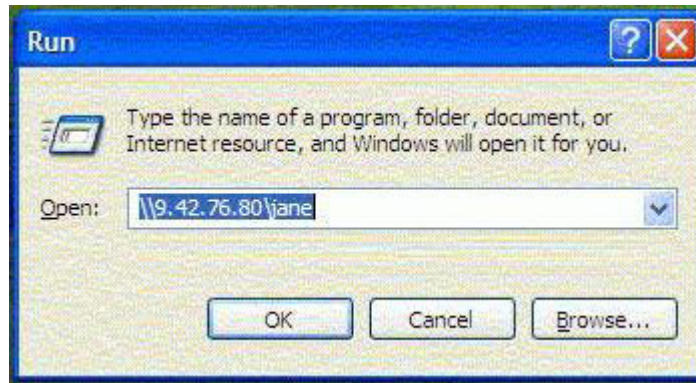 Run
Type the name of a program, folder, document, or
Internet resource, and Windows will open it for you.
Open: \\9.42.76.80\jane
OK Cancel Browse...